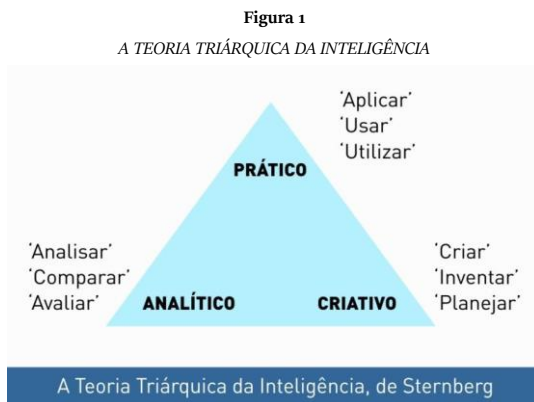 Figura 1
A TEORIA TRIÁRQUICA DA INTELIGÊNCIA
‘Aplicar’
‘Usar’
‘Utilizar’
PRÁTICO
‘Analisar’
‘Comparar’
‘Avaliar’
ANALÍTICO
CRIATIVO
‘Criar’
‘Inventar’
‘Planejar’
A Teoria Triárquica da Inteligência, de Sternberg